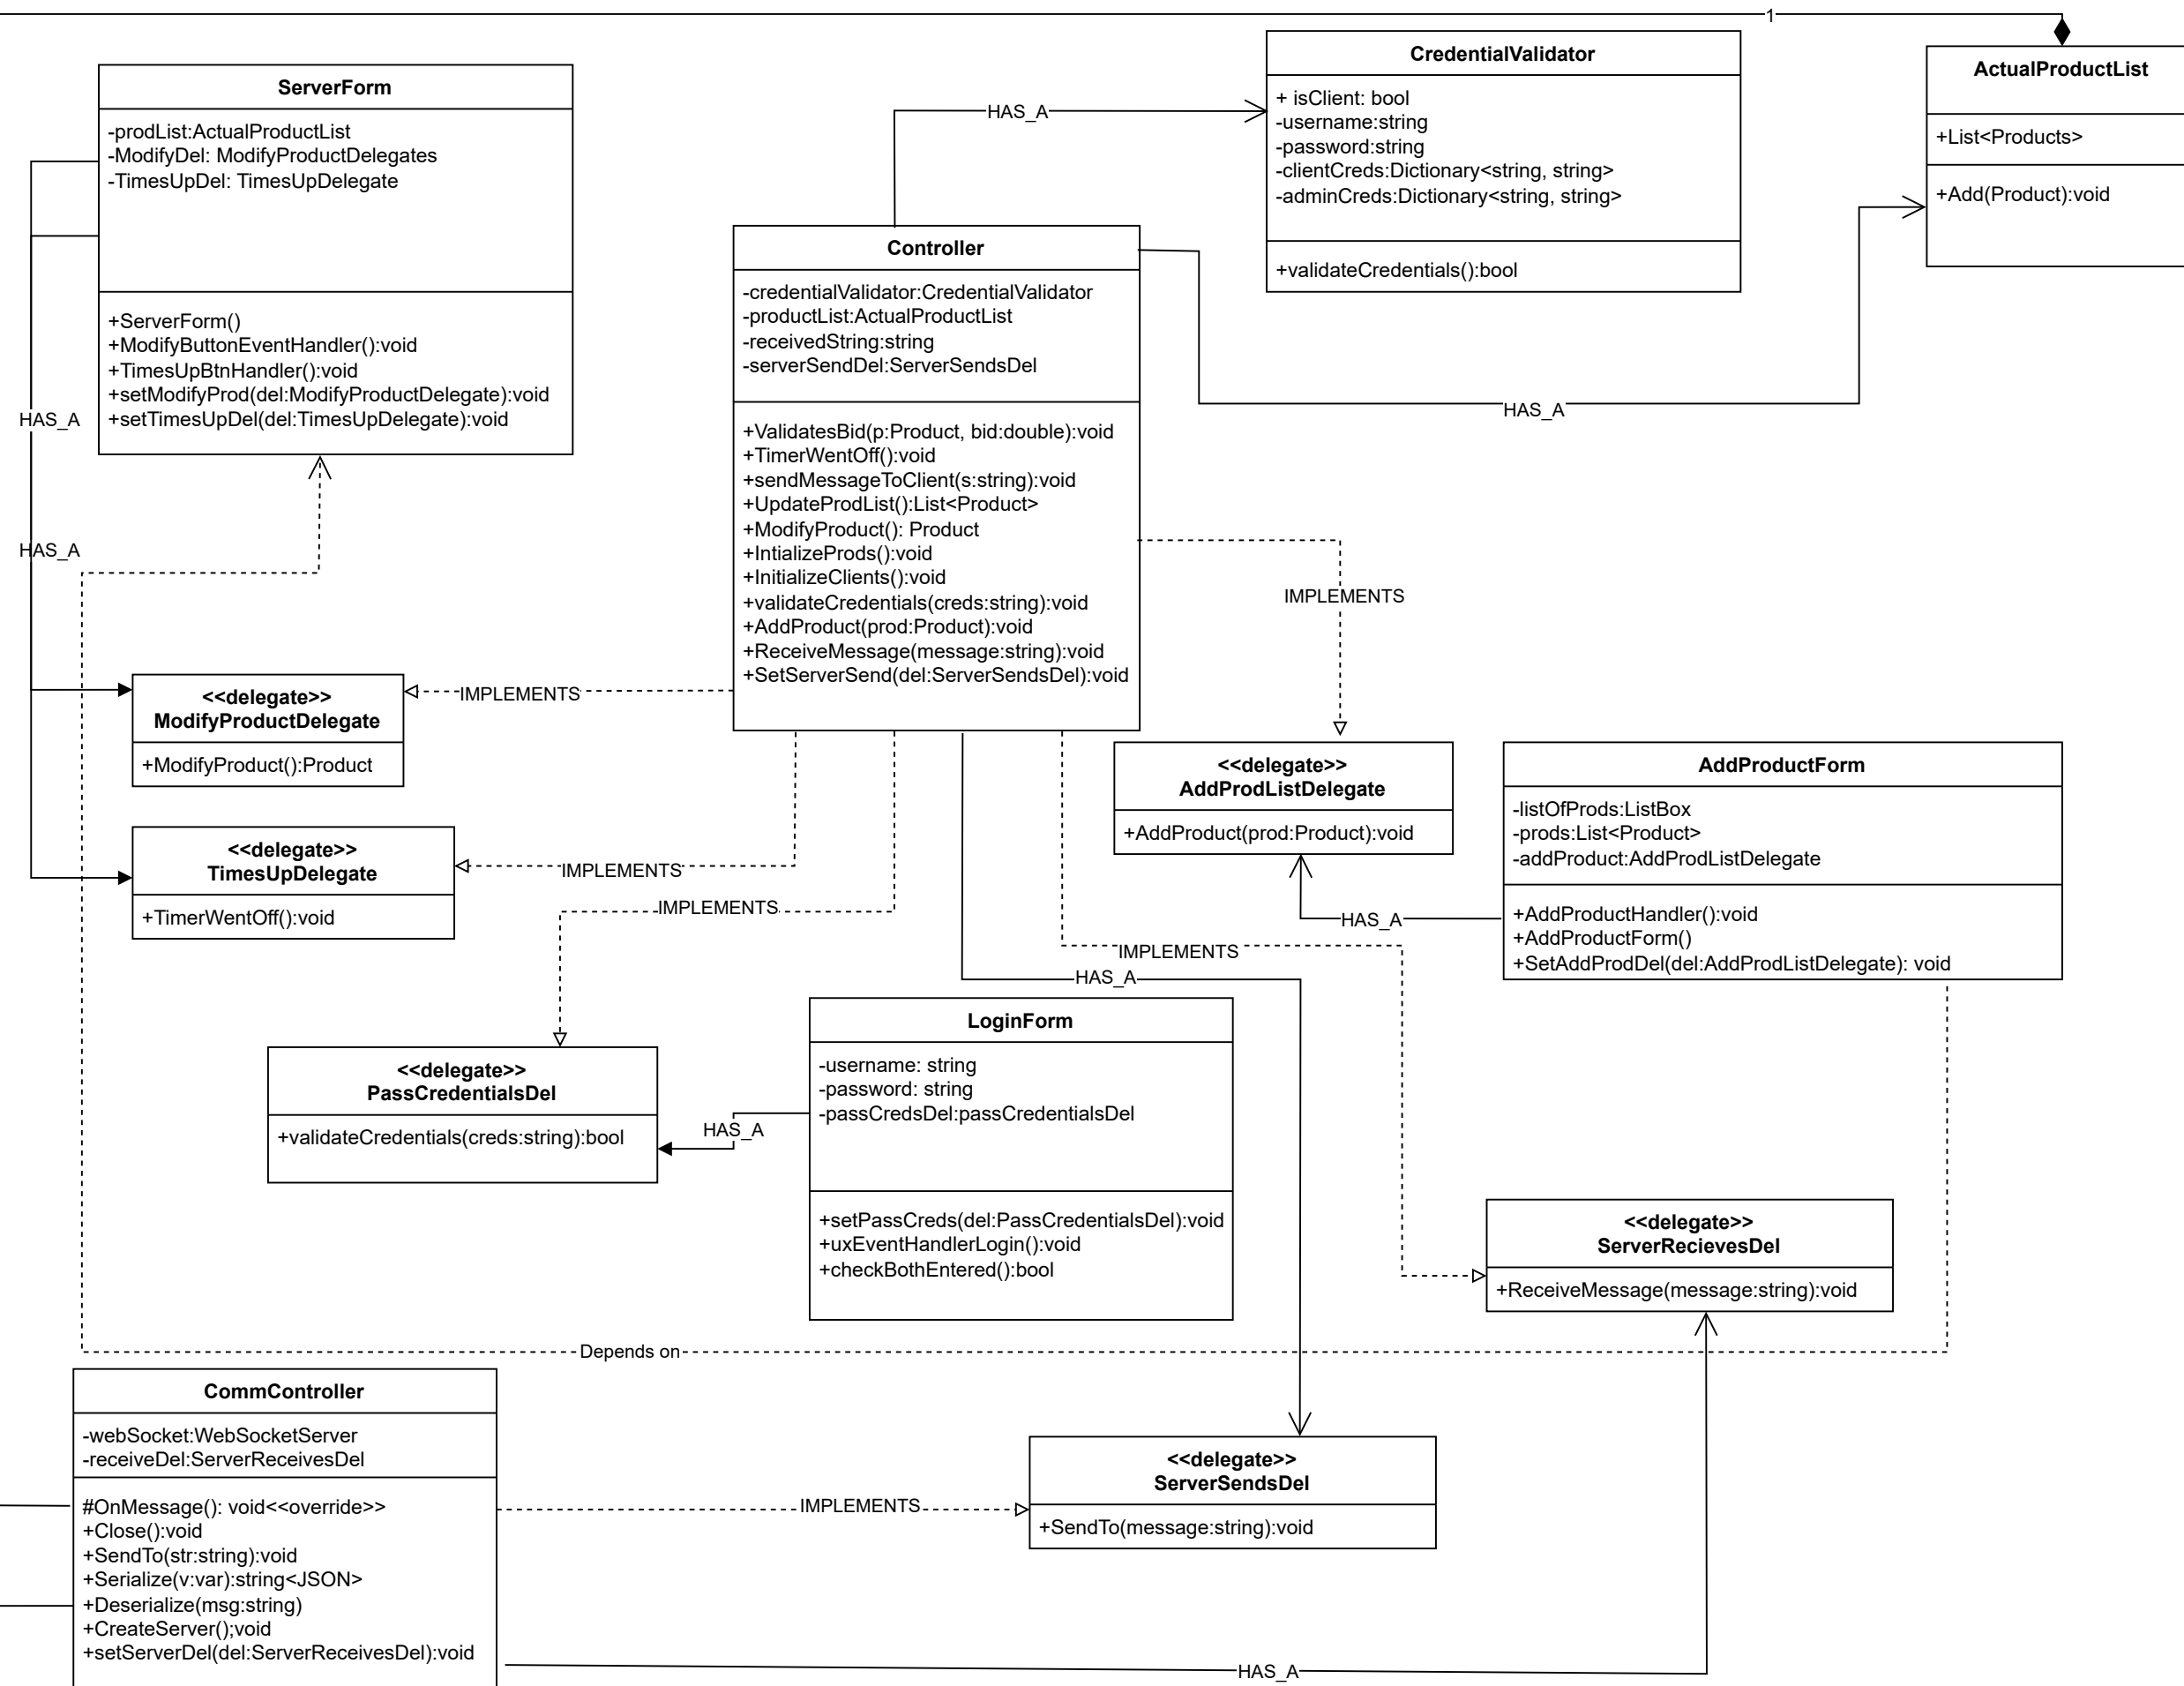 1
ServerForm
-prodList:ActualProductList
-ModifyDel: ModifyProductDelegates
-TimesUpDel: TimesUpDelegate
+ServerForm()
+ModifyButtonEventHandler():void
+TimesUpBtnHandler():void
+setModifyProd(del:ModifyProductDelegate):void
+setTimesUpDel(del:TimesUpDelegate):void
HAS_A
HAS_A
CredentialValidator
+ isClient: bool
-username:string
-password:string
-clientCreds:Dictionary<string, string>
-adminCreds:Dictionary<string, string>
+validateCredentials():bool
HAS_A
ActualProductList
+List<Products>
+Add(Product):void
HAS_A
Controller
-credentialValidator:CredentialValidator
-productList:ActualProductList
-receivedString:string
-serverSendDel:ServerSendsDel
+ValidatesBid(p:Product, bid:double):void
+TimerWentOff():void
+sendMessageToClient(s:string):void
+UpdateProdList():List<Product>
+ModifyProduct(): Product
+IntializeProds():void
+InitializeClients():void
+validateCredentials(creds:string):void
+AddProduct(prod:Product):void
+ReceiveMessage(message:string):void
+SetServerSend(del:ServerSendsDel):void
IMPLEMENTS
<<delegate>>
ModifyProductDelegate
+ModifyProduct():Product
IMPLEMENTS
<<delegate>>
TimesUpDelegate
+TimerWentOff():void
IMPLEMENTS
IMPLEMENTS
<<delegate>>
AddProdListDelegate
+AddProduct(prod:Product):void
AddProductForm
-listOfProds:ListBox
-prods:List<Product>
-addProduct:AddProdListDelegate
+AddProductHandler():void
+AddProductForm()
+SetAddProdDel(del:AddProdListDelegate): void
HAS_A
IMPLEMENTS
HAS_A
<<delegate>>
PassCredentialsDel
+validateCredentials(creds:string):bool
HAS_A
LoginForm
-username: string
-password: string
-passCredsDel:passCredentialsDel
+setPassCreds(del:PassCredentialsDel):void
+uxEventHandlerLogin():void
+checkBothEntered():bool
<<delegate>>
ServerRecievesDel
+ReceiveMessage(message:string):void
Depends on
CommController
-webSocket:WebSocketServer
-receiveDel:ServerReceivesDel
#OnMessage(): void<<override>>
+Close():void
+SendTo(str:string):void
+Serialize(v:var):string<JSON>
+Deserialize(msg:string)
+CreateServer();void
+setServerDel(del:ServerReceivesDel):void
IMPLEMENTS
<<delegate>>
ServerSendsDel
+SendTo(message:string):void
HAS_A